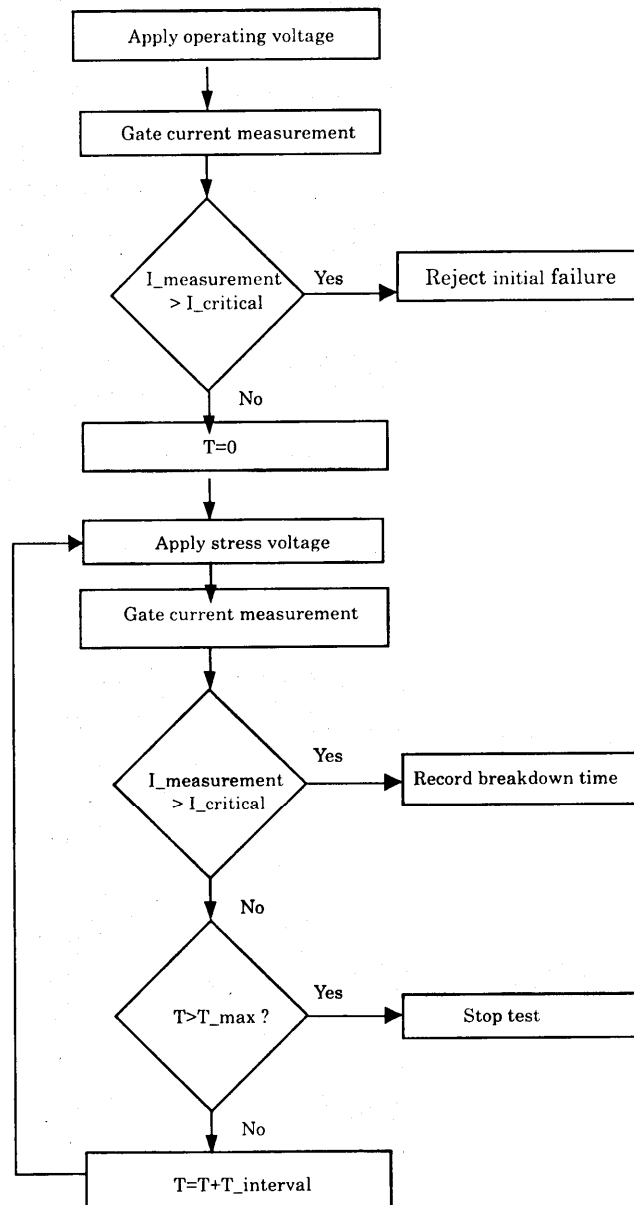 Apply operating voltage
Gate current measurement
I_measurement
> I_critical
Yes
Reject initial failure
No
T=0
Apply stress voltage
Gate current measurement
I_measurement
> I_critical
Yes
Record breakdown time
No
T>T_max ?
Yes
Stop test
No
T=T+T_interval